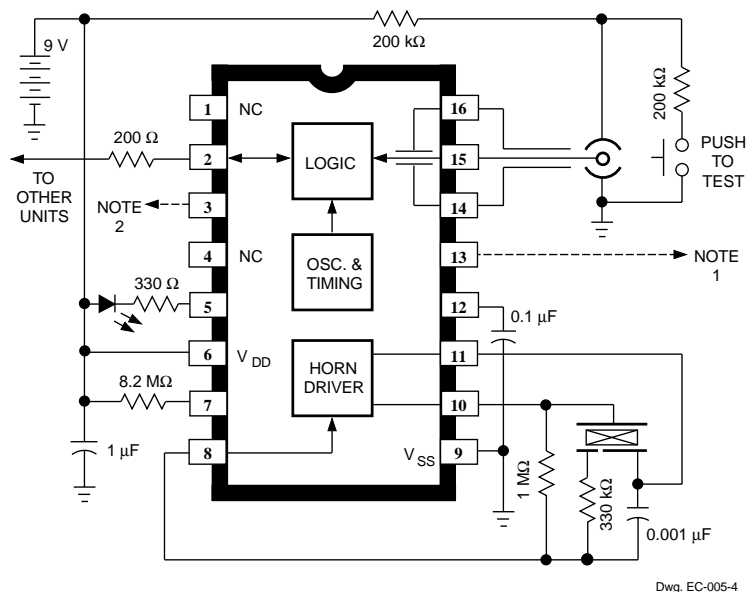 9 V
200 kΩ
200 kΩ
PUSH
TO
TEST
1
NC
16
200 Ω
2
LOGIC
15
TO
OTHER
UNITS
NOTE
2
3
14
4
NC
OSC. &
TIMING
13
NOTE
1
330 Ω
5
12
0.1 µF
6
V DD
HORN
DRIVER
11
8.2 MΩ
7
10
1 µF
8
V SS
9
1 MΩ
330 kΩ
0.001 µF
Dwg. EC-005-4